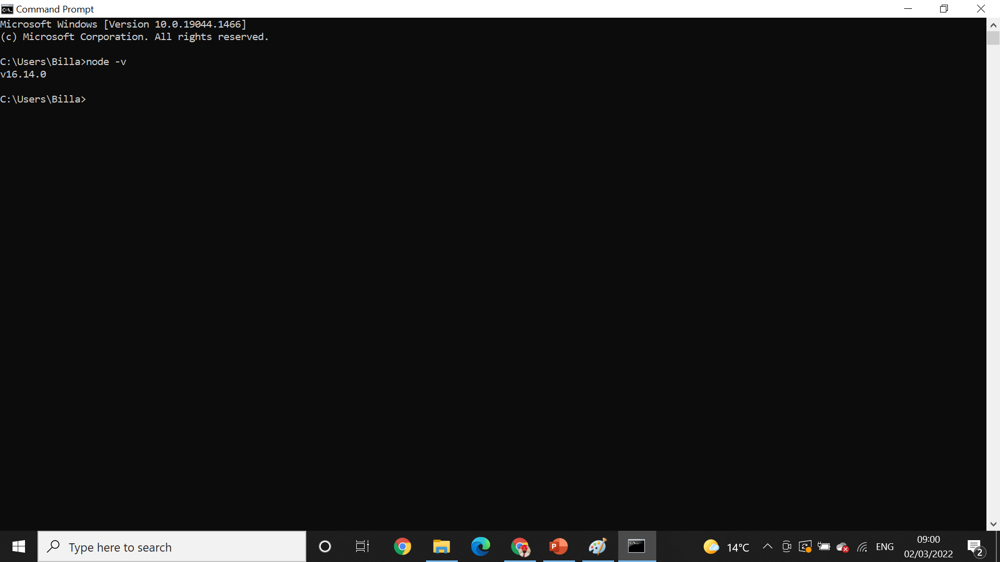 Command Prompt
Microsoft Windows [Version 10.0.19044.1466]
(c) Microsoft Corporation. All rights reserved.
C:\Users\Billa>node -v
v16.14.0
C:\Users\Billa>
Type here to search
14°C
ENG
09:00
02/03/2022
2